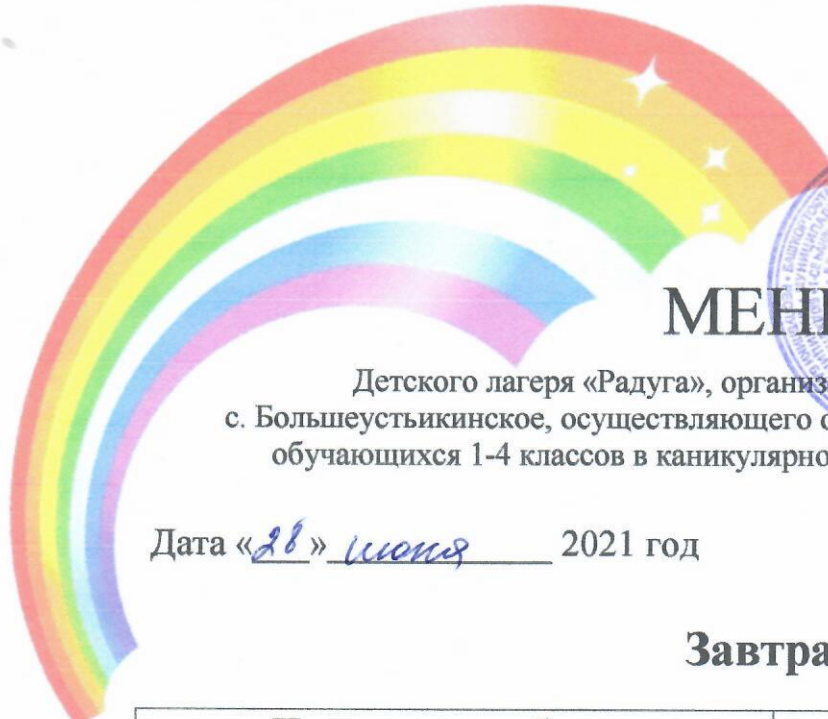 МЕН
Детского лагеря «Радуга», организ
с. Большеустьикинское, осуществляющего с
обучающихся 1-4 классов в каникулярно
Дата «28» июня 2021 год
Завтра